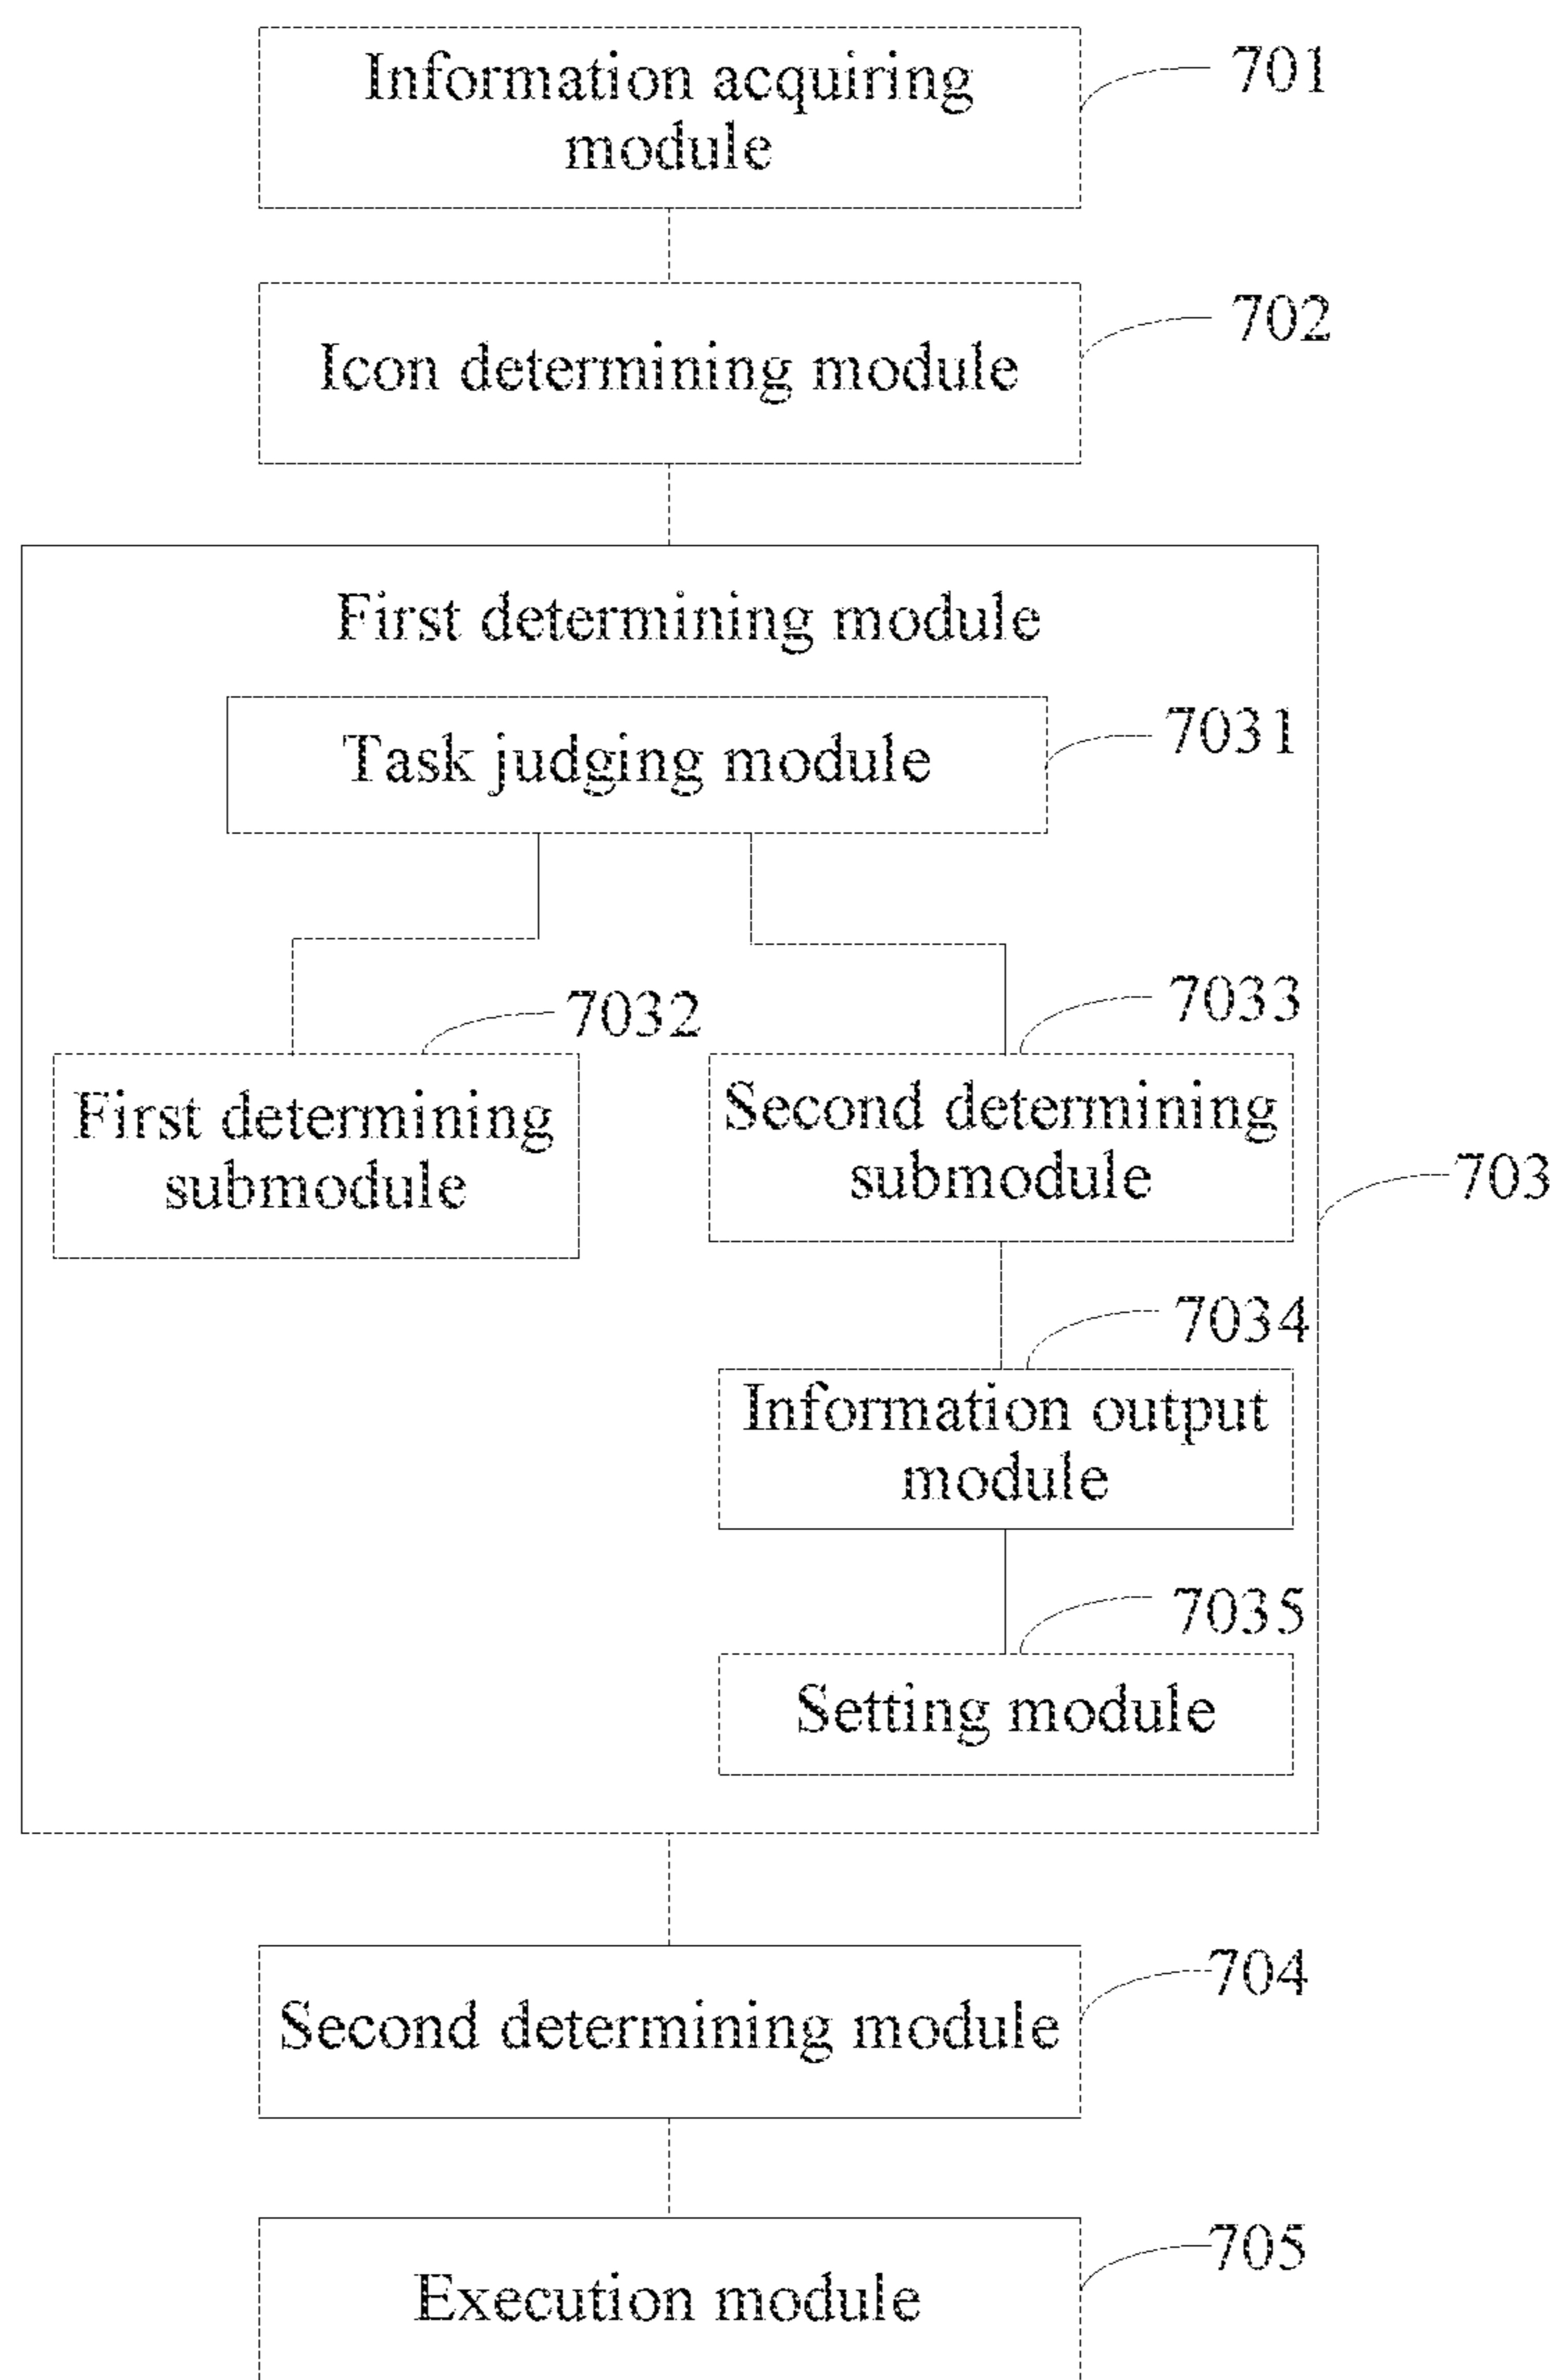 Information acquiring
module
701
Icon determining module
702
First determining module
Task judging module
7031
7032
7033
First determining
submodule
Second determining
submodule
703
7034
Information output
module
7035
Setting module
Second determining module
704
Execution module
705